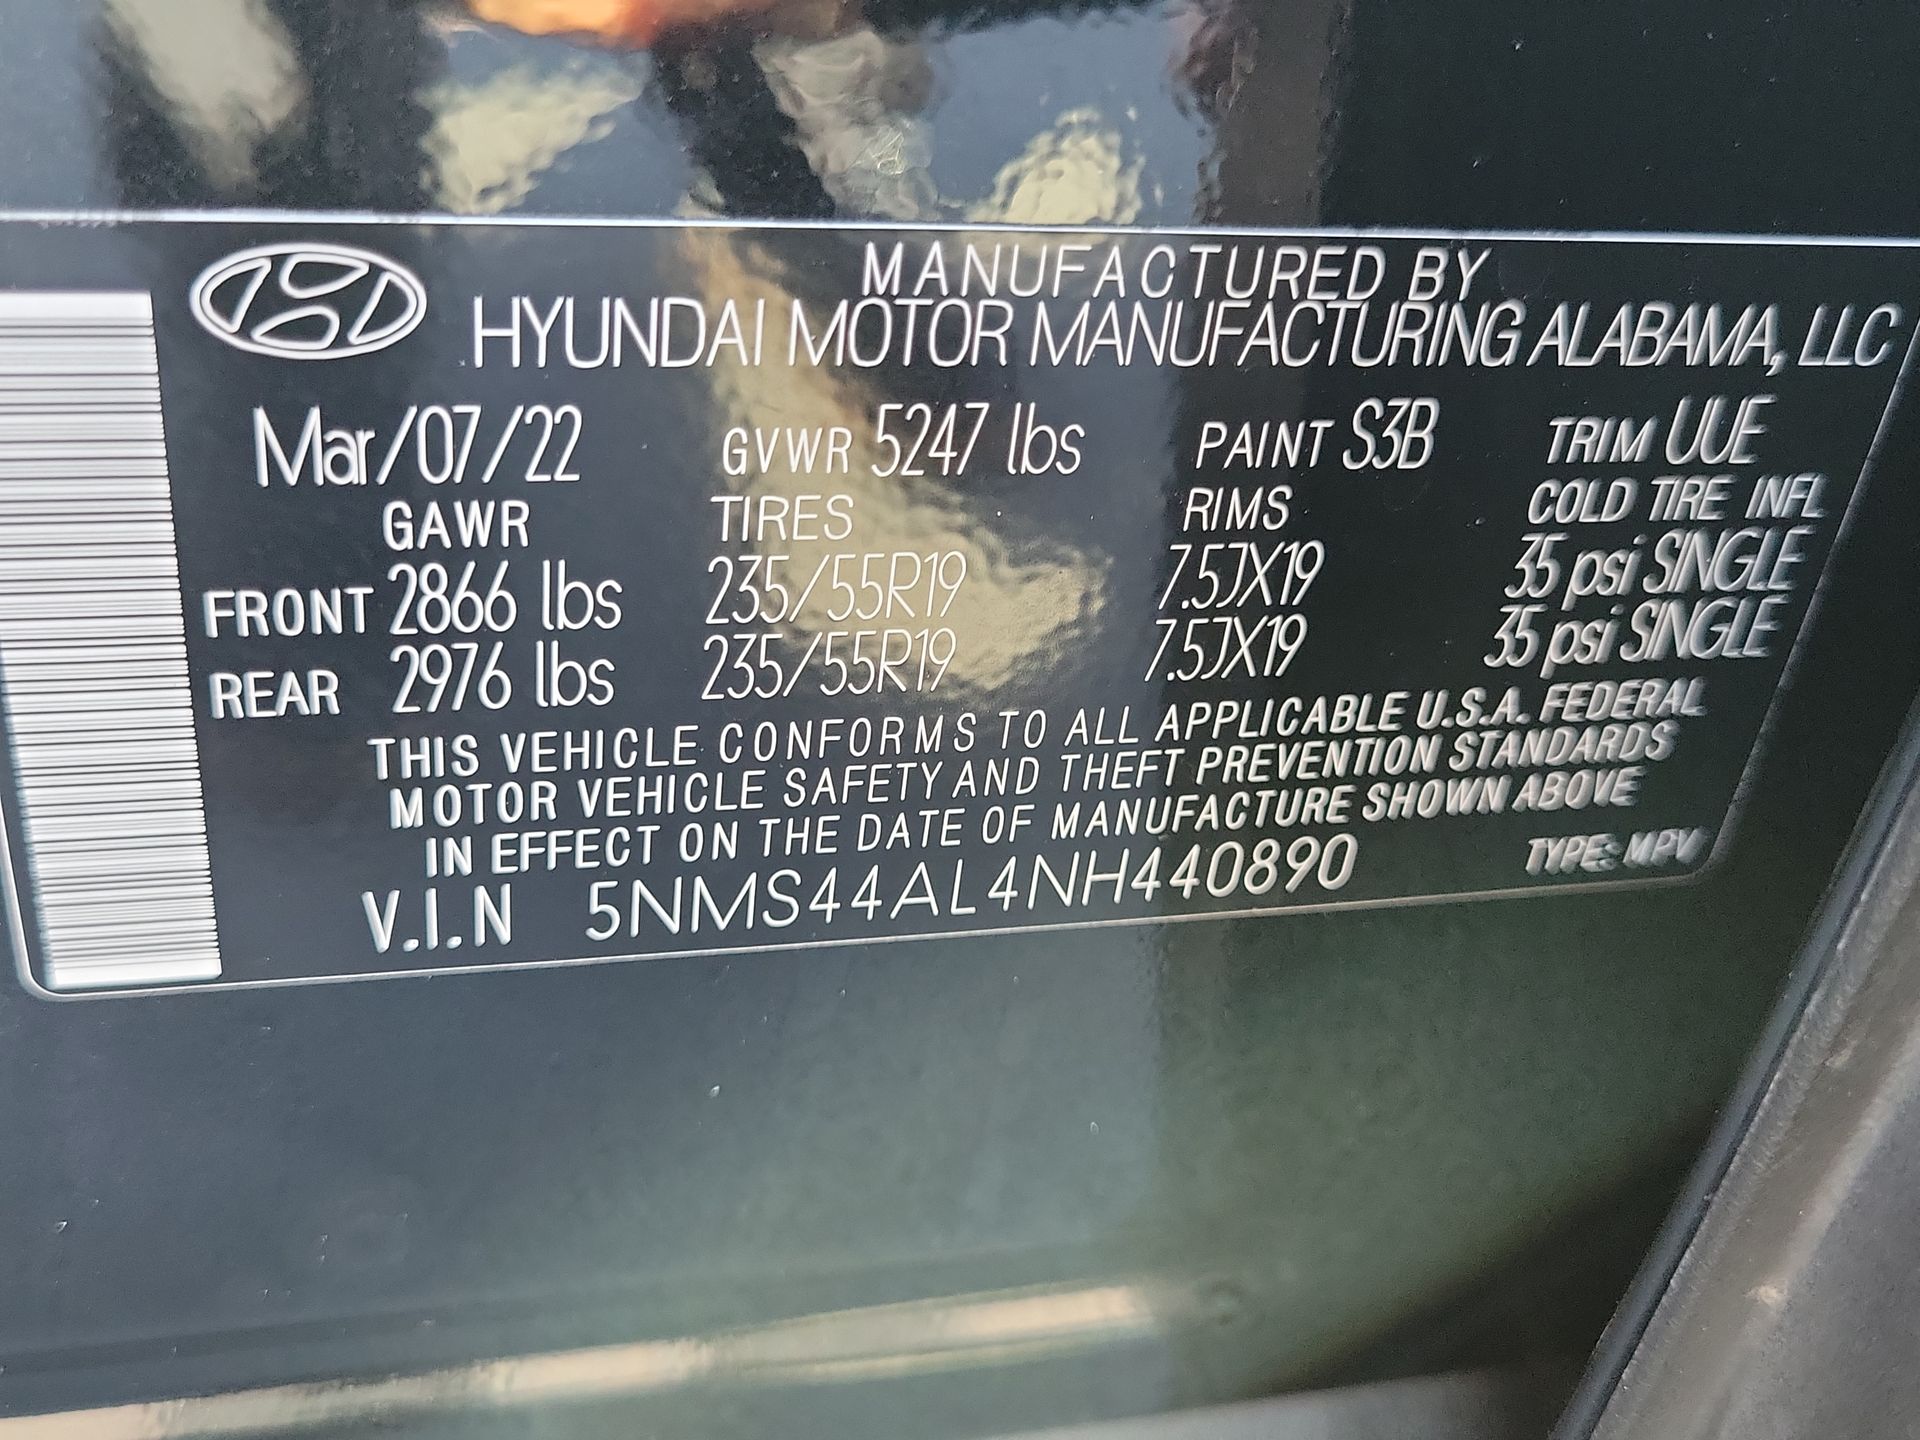 MANUFACTURED BY
HYUNDAI MOTOR MANUFACTURING ALABAMA, LLC
Mar/07/22 GVWR 5247 lbs PAINT S3B TRIM UUE
GAWR TIRES RIMS COLD TIRE INFL
FRONT 2866 lbs 235/55R19 7.5JX19 35 psi SINGLE
REAR 2976 lbs 235/55R19 7.5JX19 35 psi SINGLE
THIS VEHICLE CONFORMS TO ALL APPLICABLE U.S.A. FEDERAL
MOTOR VEHICLE SAFETY AND THEFT PREVENTION STANDARDS
IN EFFECT ON THE DATE OF MANUFACTURE SHOWN ABOVE
V.I.N 5NMS44AL4NH440890 TYPE: MPV